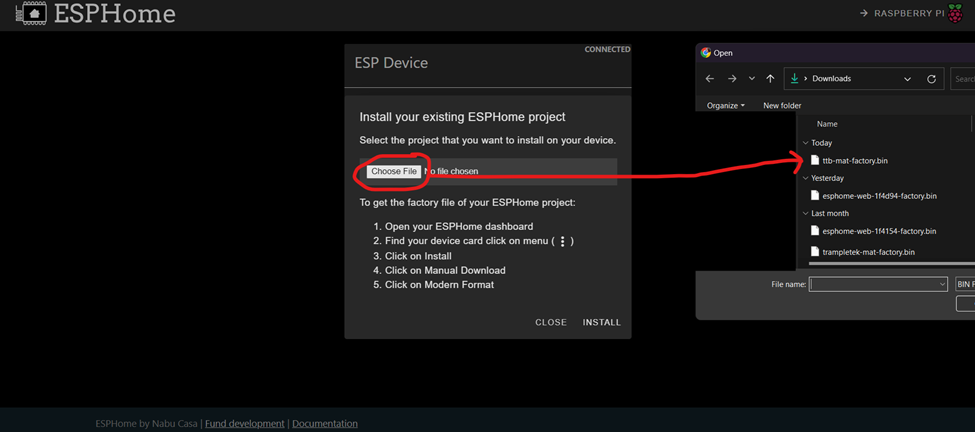 ESPHome
RASPBERRY PI
CONNECTED
ESP Device
Install your existing ESPHome project
Select the project that you want to install on your device.
Choose File No file chosen
To get the factory file of your ESPHome project:
1. Open your ESPHome dashboard
2. Find your device card click on menu ( ⋮ )
3. Click on Install
4. Click on Manual Download
5. Click on Modern Format
CLOSE INSTALL
Open
Downloads
Search
Organize New folder
Name
Today
ttb-mat-factory.bin
Yesterday
esphome-web-1f4d94-factory.bin
Last month
esphome-web-1f4154-factory.bin
trampletek-mat-factory.bin
File name:
BIN F
ESPHome by Nabu Casa | Fund development | Documentation